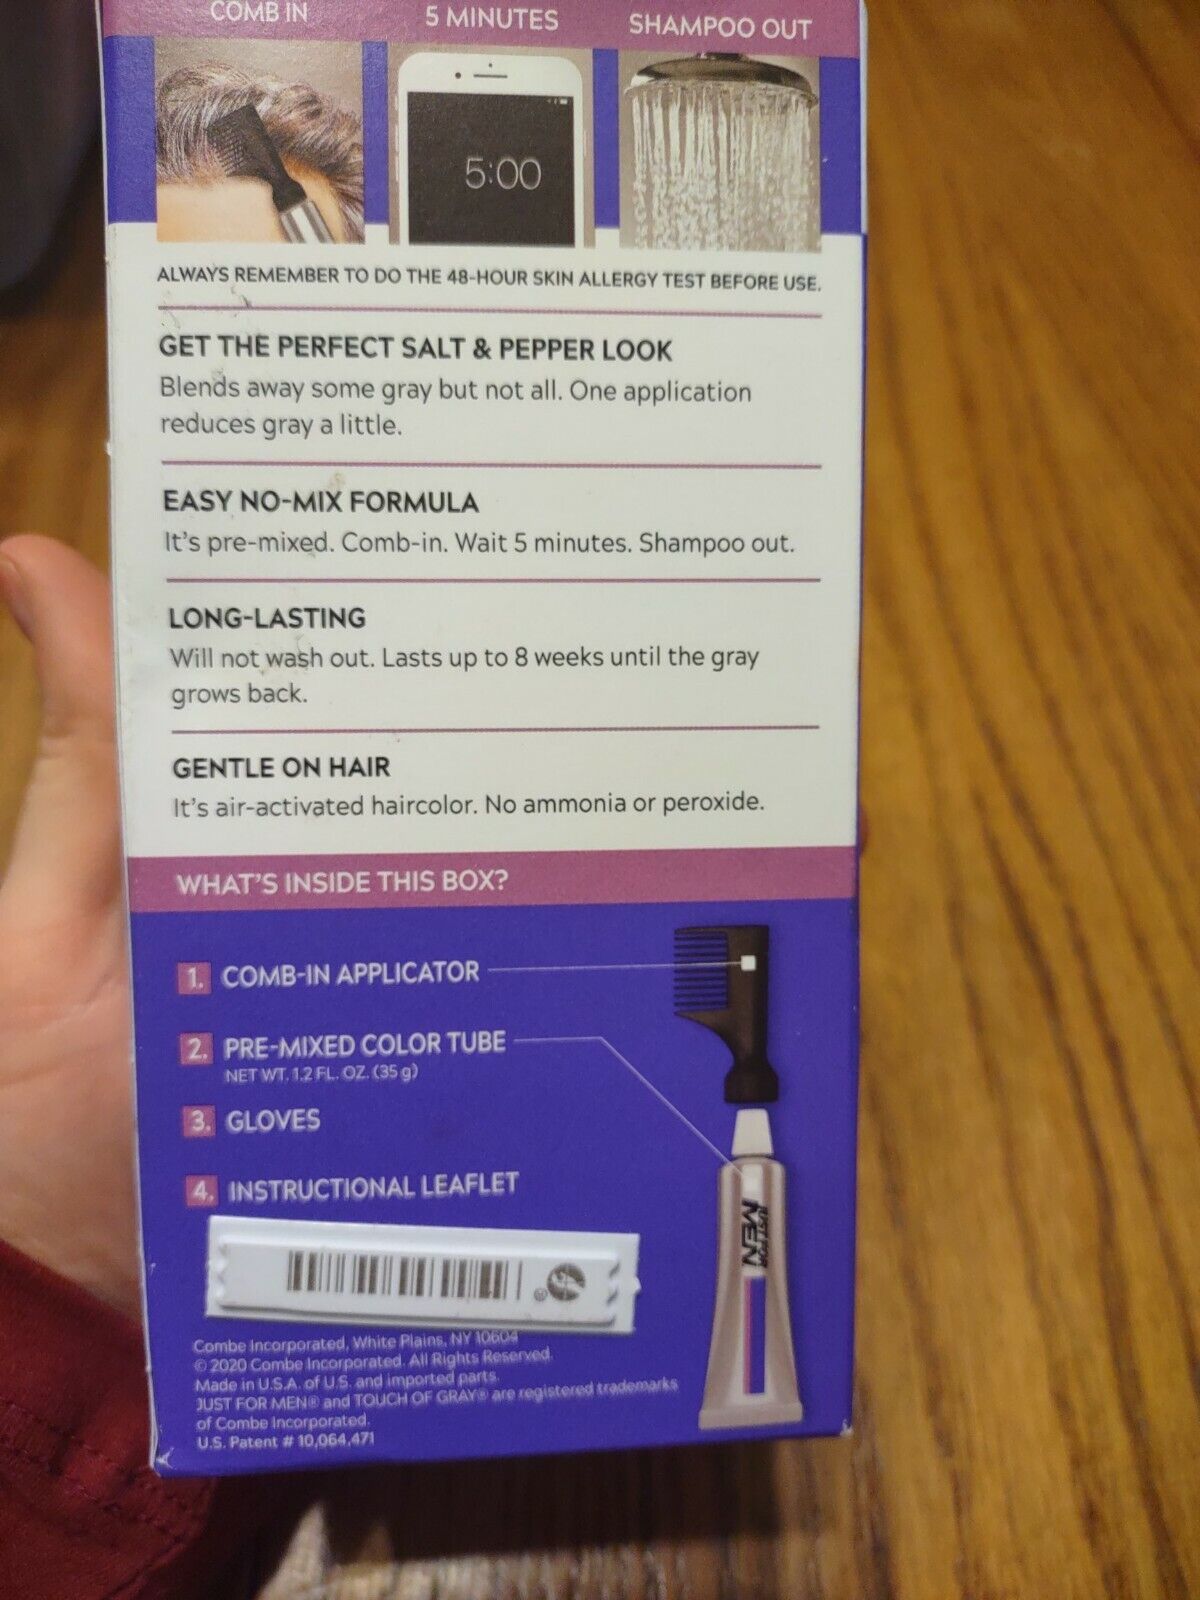 COMB IN
5 MINUTES
SHAMPOO OUT
5:00
ALWAYS REMEMBER TO DO THE 48-HOUR SKIN ALLERGY TEST BEFORE USE.
GET THE PERFECT SALT & PEPPER LOOK
Blends away some gray but not all. One application
reduces gray a little.
EASY NO-MIX FORMULA
It's pre-mixed. Comb-in. Wait 5 minutes. Shampoo out.
LONG-LASTING
Will not wash out. Lasts up to 8 weeks until the gray
grows back.
GENTLE ON HAIR
It's air-activated haircolor. No ammonia or peroxide.
WHAT'S INSIDE THIS BOX?
1. COMB-IN APPLICATOR
2. PRE-MIXED COLOR TUBE
NET WT. 1.2 FL. OZ. (35 g)
3. GLOVES
4. INSTRUCTIONAL LEAFLET
JUST FOR
MEN
®
Combe Incorporated, White Plains, NY 10604
© 2020 Combe Incorporated. All Rights Reserved.
Made in U.S.A. of U.S. and imported parts.
JUST FOR MEN® and TOUCH OF GRAY® are registered trademarks
of Combe Incorporated.
U.S. Patent # 10,064,471